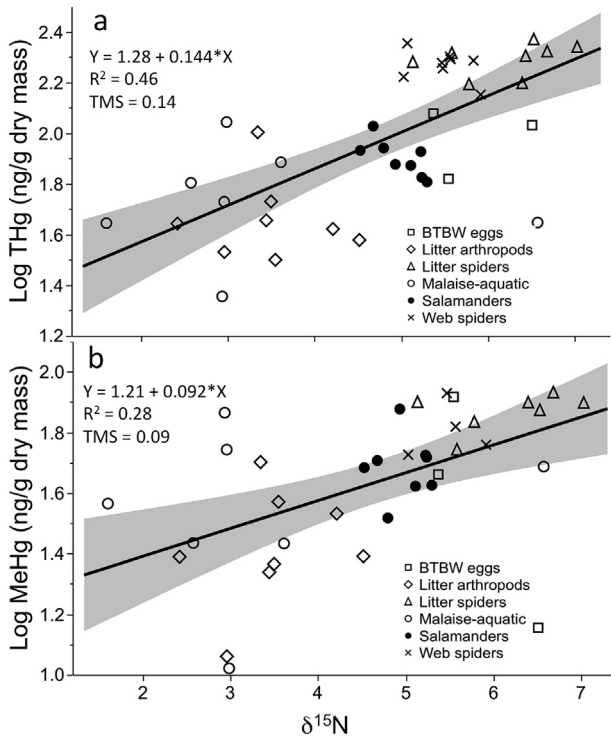 a
Y = 1.28 + 0.144*X
R² = 0.46
TMS = 0.14
Log THg (ng/g dry mass)
2.4
2.2
2.0
1.8
1.6
1.4
1.2
BTBW eggs
Litter arthropods
Litter spiders
Malaise-aquatic
Salamanders
Web spiders
b
Y = 1.21 + 0.092*X
R² = 0.28
TMS = 0.09
Log MeHg (ng/g dry mass)
2.0
1.8
1.6
1.4
1.2
1.0
BTBW eggs
Litter arthropods
Litter spiders
Malaise-aquatic
Salamanders
Web spiders
2 3 4 5 6 7
δ¹⁵N